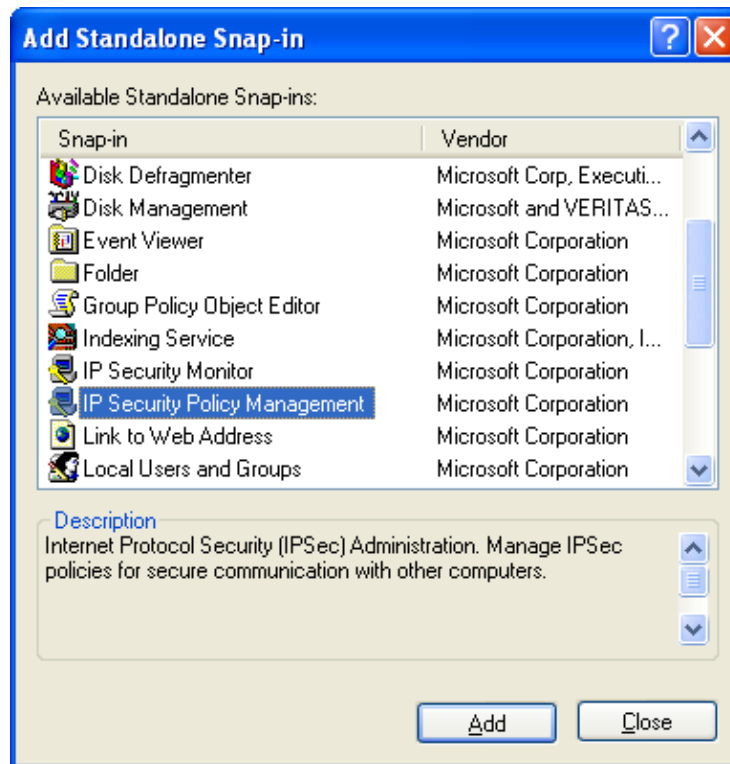 Add Standalone Snap-in
?
Available Standalone Snap-ins:
Snap-in Vendor
Disk Defragmenter Microsoft Corp, Executi...
Disk Management Microsoft and VERITAS...
Event Viewer Microsoft Corporation
Folder Microsoft Corporation
Group Policy Object Editor Microsoft Corporation
Indexing Service Microsoft Corporation, I...
IP Security Monitor Microsoft Corporation
IP Security Policy Management Microsoft Corporation
Link to Web Address Microsoft Corporation
Local Users and Groups Microsoft Corporation
Description
Internet Protocol Security (IPSec) Administration. Manage IPSec
policies for secure communication with other computers.
Add Close